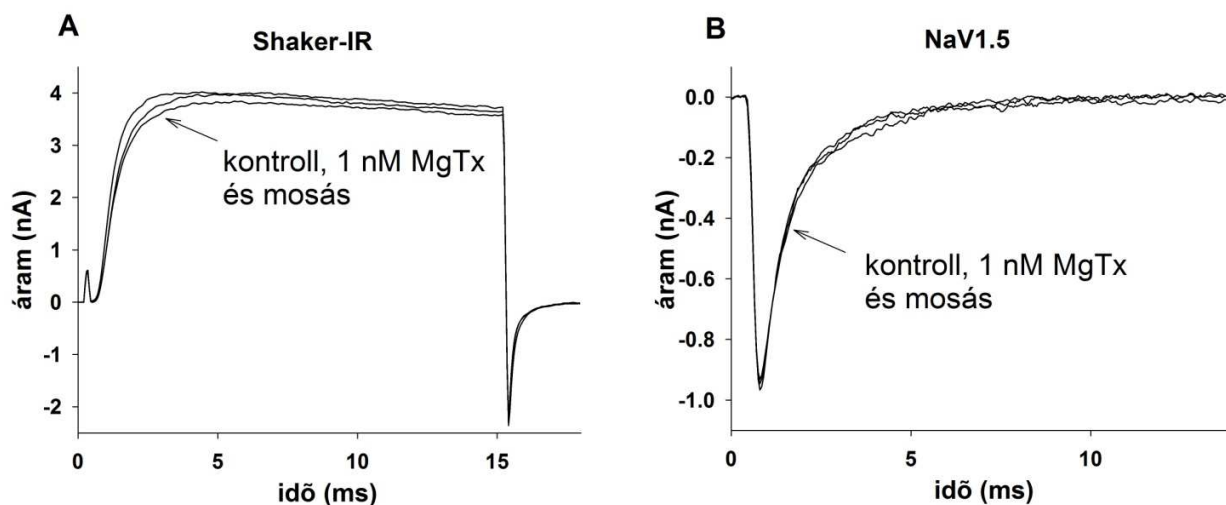 A
Shaker-IR
áram (nA)
4
3
2
1
0
-1
-2
kontroll, 1 nM MgTx
és mosás
0
5
10
15
idõ (ms)
B
NaV1.5
áram (nA)
0.0
-0.2
-0.4
-0.6
-0.8
-1.0
kontroll, 1 nM MgTx
és mosás
0
5
10
idõ (ms)